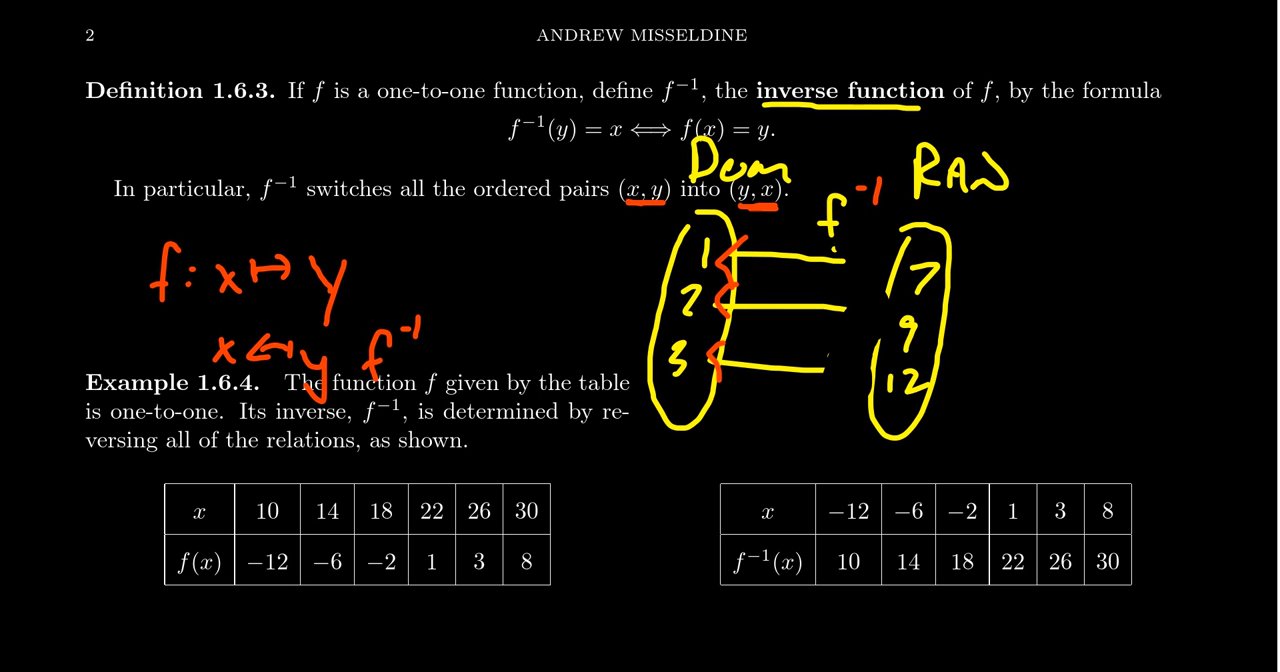 2 ANDREW MISSELDINE
Definition 1.6.3. If f is a one-to-one function, define f⁻¹, the inverse function of f, by the formula
f⁻¹(y) = x ⟺ f(x) = y.
Dom RAN
In particular, f⁻¹ switches all the ordered pairs (x, y) into (y, x).
f⁻¹
f: x ↦ y
x ↤ y f⁻¹
1 7
2 9
3 12
Example 1.6.4. The function f given by the table
is one-to-one. Its inverse, f⁻¹, is determined by re-
versing all of the relations, as shown.
x 10 14 18 22 26 30
f(x) −12 −6 −2 1 3 8
x −12 −6 −2 1 3 8
f⁻¹(x) 10 14 18 22 26 30